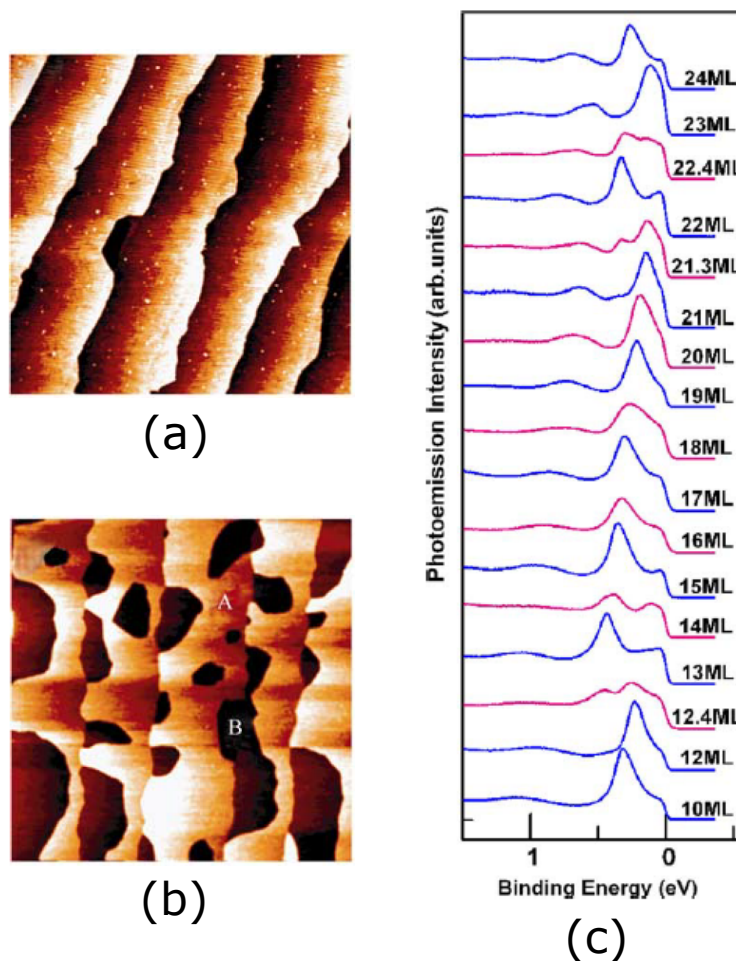 (a)
A
B
(b)
Photoemission Intensity (arb.units)
24ML
23ML
22.4ML
22ML
21.3ML
21ML
20ML
19ML
18ML
17ML
16ML
15ML
14ML
13ML
12.4ML
12ML
10ML
1 0
Binding Energy (eV)
(c)